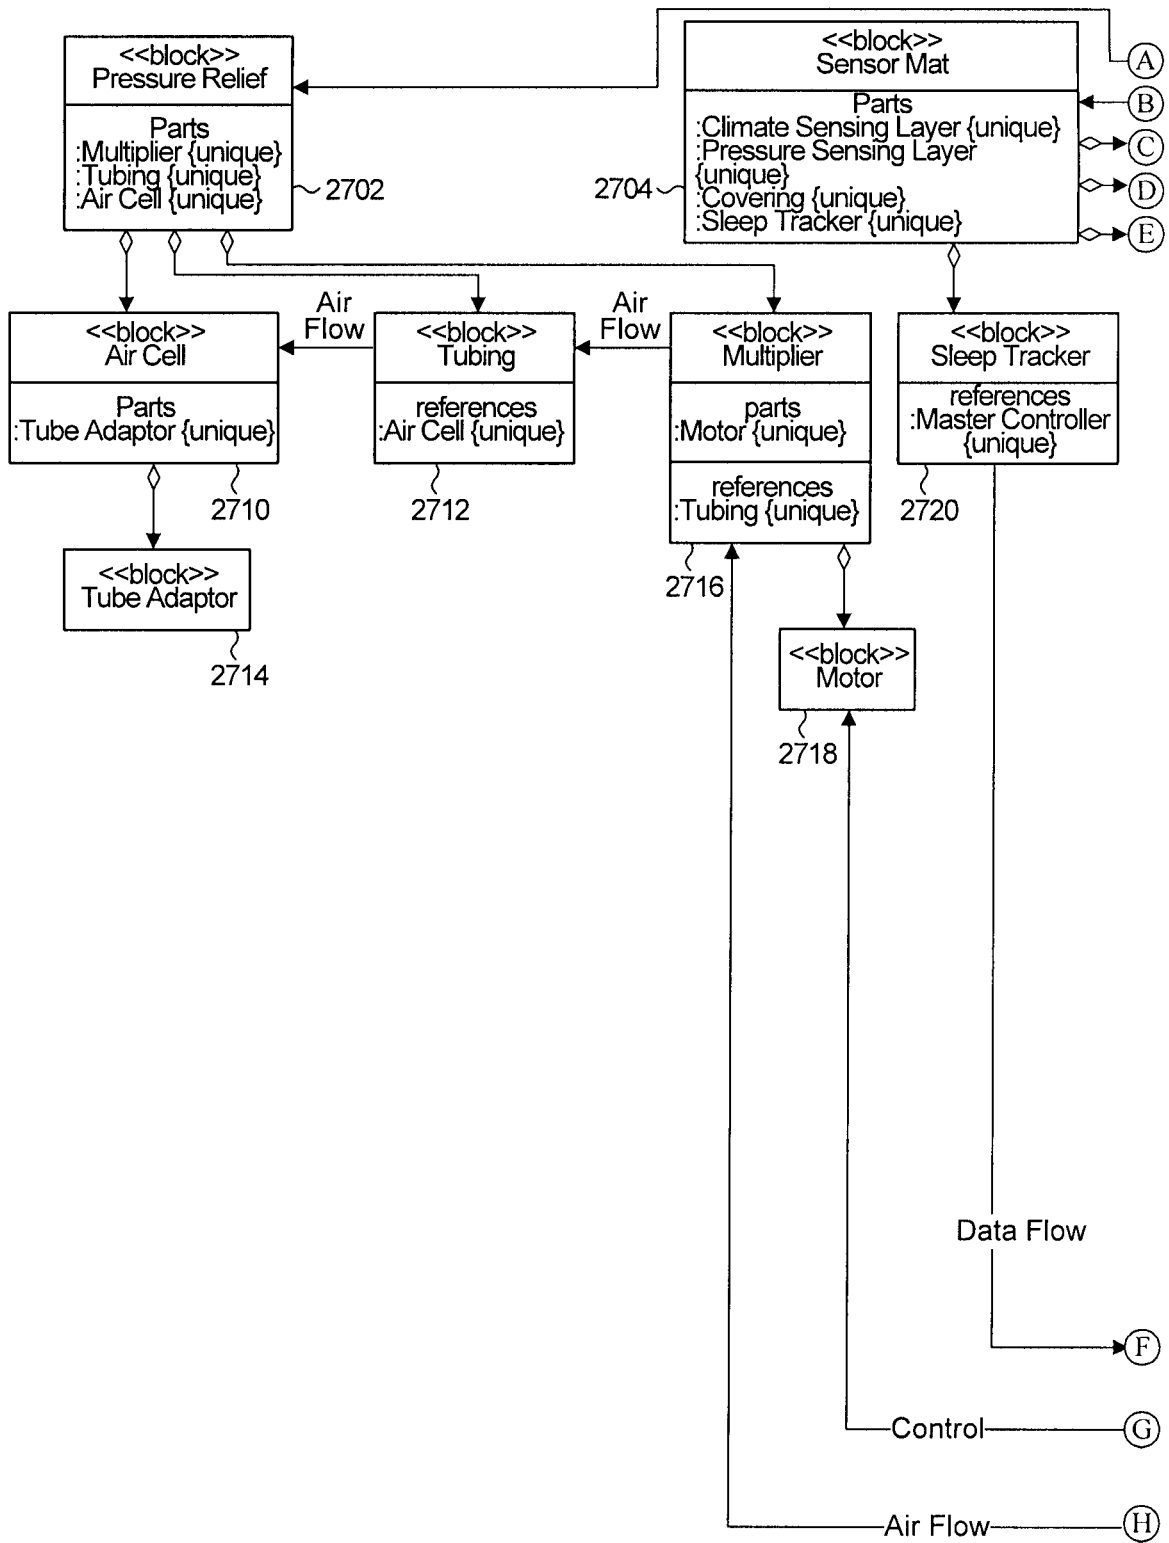 <<block>>
Pressure Relief
Parts
:Multiplier {unique}
:Tubing {unique}
:Air Cell {unique}
2702
<<block>>
Sensor Mat
Parts
:Climate Sensing Layer {unique}
:Pressure Sensing Layer
{unique}
:Covering {unique}
:Sleep Tracker {unique}
2704
A
B
C
D
E
<<block>>
Air Cell
Parts
:Tube Adaptor {unique}
2710
Air
Flow
<<block>>
Tubing
references
:Air Cell {unique}
2712
Air
Flow
<<block>>
Multiplier
parts
:Motor {unique}
references
:Tubing {unique}
2716
<<block>>
Sleep Tracker
references
:Master Controller
{unique}
2720
<<block>>
Tube Adaptor
2714
<<block>>
Motor
2718
Data Flow
F
Control
G
Air Flow
H